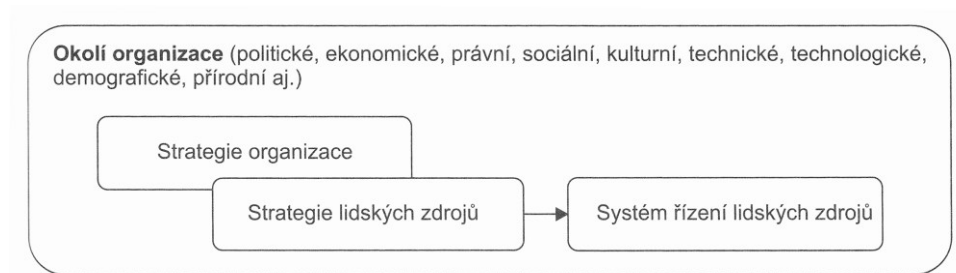 Okolí organizace (politické, ekonomické, právní, sociální, kulturní, technické, technologické,
demografické, přírodní aj.)
Strategie organizace
Strategie lidských zdrojů
Systém řízení lidských zdrojů